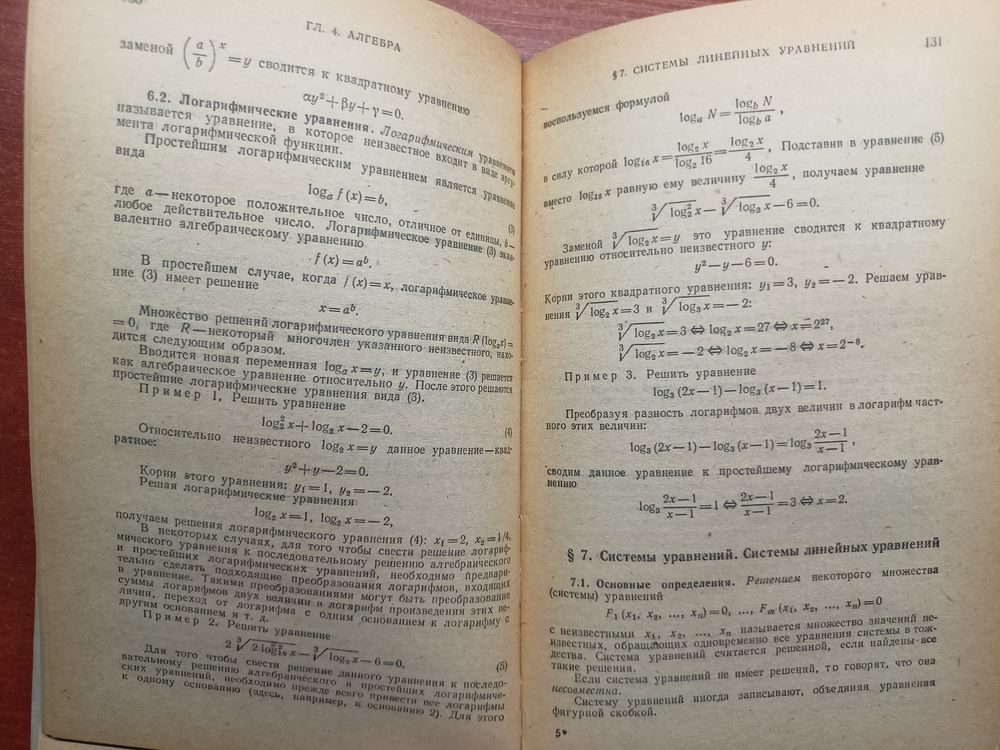 ГЛ. 4. АЛГЕБРА
заменой (a/b)^x = y сводится к квадратному уравнению
αy² + βy + γ = 0.
6.2. Логарифмические уравнения. Логарифмическим уравнением
называется уравнение, в которое неизвестное входит в виде аргу-
мента логарифмической функции.
Простейшим логарифмическим уравнением является уравнение
вида
logₐ f (x) = b, (3)
где a — некоторое положительное число, отличное от единицы, b —
любое действительное число. Логарифмическое уравнение (3) экви-
валентно алгебраическому уравнению
f (x) = aᵇ.
В простейшем случае, когда f (x) = x, логарифмическое уравне-
ние (3) имеет решение
x = aᵇ.
Множество решений логарифмического уравнения вида R (logₐ x) =
= 0, где R — некоторый многочлен указанного неизвестного, нахо-
дится следующим образом.
Вводится новая переменная logₐ x = y, и уравнение (3) решается
как алгебраическое уравнение относительно y. После этого решаются
простейшие логарифмические уравнения вида (3).
Пример 1. Решить уравнение
log₂² x + log₂ x — 2 = 0. (4)
Относительно неизвестного log₂ x = y данное уравнение — квад-
ратное:
y² + y — 2 = 0.
Корни этого уравнения: y₁ = 1, y₂ = — 2.
Решая логарифмические уравнения
log₂ x = 1, log₂ x = — 2,
получаем решения логарифмического уравнения (4): x₁ = 2, x₂ = 1/4.
В некоторых случаях, для того чтобы свести решение логариф-
мического уравнения к последовательному решению алгебраического
и простейших логарифмических уравнений, необходимо предвари-
тельно сделать подходящие преобразования логарифмов, входящих
в уравнение. Такими преобразованиями могут быть преобразование
суммы логарифмов двух величин в логарифм произведения этих ве-
личин, переход от логарифма с одним основанием к логарифму с
другим основанием и т. д.
Пример 2. Решить уравнение
— 6 = 0. (5)
Для того чтобы свести решение данного уравнения к последо-
вательному решению алгебраического и простейших логарифмиче-
ских уравнений, необходимо прежде всего привести все логарифмы
к одному основанию (здесь, например, к основанию 2). Для этого
§ 7. СИСТЕМЫ ЛИНЕЙНЫХ УРАВНЕНИЙ 131
воспользуемся формулой
logₐ N = log_b N / log_b a ,
в силу которой log₁₆ x = log₂ x / log₂ 16 = log₂ x / 4 . Подставив в уравнение (5)
вместо log₁₆ x равную ему величину log₂ x / 4 , получаем уравнение
∛(log₂² x) — ∛(log₂ x) — 6 = 0.
Заменой ∛(log₂ x) = y это уравнение сводится к квадратному
уравнению относительно неизвестного y:
y² — y — 6 = 0.
Корни этого квадратного уравнения: y₁ = 3, y₂ = — 2. Решаем урав-
нения ∛(log₂ x) = 3 и ∛(log₂ x) = — 2:
∛(log₂ x) = 3 ⇔ log₂ x = 27 ⇔ x = 2²⁷,
∛(log₂ x) = — 2 ⇔ log₂ x = — 8 ⇔ x = 2⁻⁸.
Пример 3. Решить уравнение
log₃ (2x — 1) — log₃ (x — 1) = 1.
Преобразуя разность логарифмов двух величин в логарифм част-
ного этих величин:
log₃ (2x — 1) — log₃ (x — 1) = log₃ (2x — 1)/(x — 1) ,
сводим данное уравнение к простейшему логарифмическому урав-
нению
log₃ (2x — 1)/(x — 1) = 1 ⇔ (2x — 1)/(x — 1) = 3 ⇔ x = 2.
§ 7. Системы уравнений. Системы линейных уравнений
7.1. Основные определения. Решением некоторого множества
(системы) уравнений
F₁ (x₁, x₂, ..., xₙ) = 0, ..., Fₘ (x₁, x₂, ..., xₙ) = 0
с неизвестными x₁, x₂, ..., xₙ называется множество значений не-
известных, обращающих одновременно все уравнения системы в тож-
дества. Система уравнений считается решенной, если найдены все
такие решения.
Если система уравнений не имеет решений, то говорят, что она
несовместна.
Систему уравнений иногда записывают, объединяя уравнения
фигурной скобкой.
5*